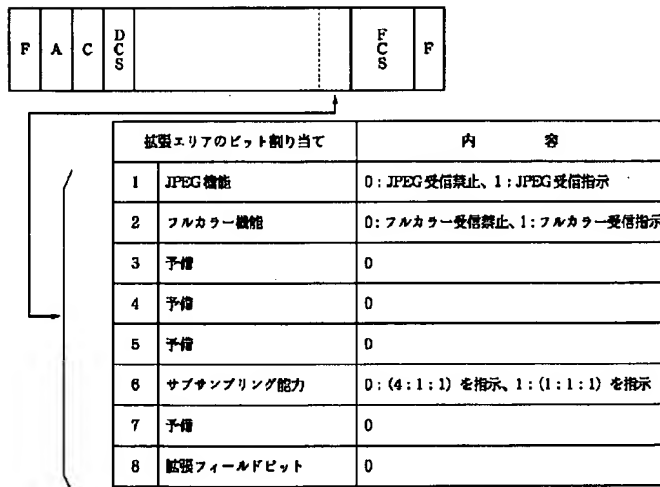 F A C DCS FCS F
拡張エリアのビット割り当て 内 容
1 JPEG機能 0:JPEG受信禁止、1:JPEG受信指示
2 フルカラー機能 0:フルカラー受信禁止、1:フルカラー受信指示
3 予備 0
4 予備 0
5 予備 0
6 サブサンプリング能力 0:(4:1:1)を指示、1:(1:1:1)を指示
7 予備 0
8 拡張フィールドビット 0